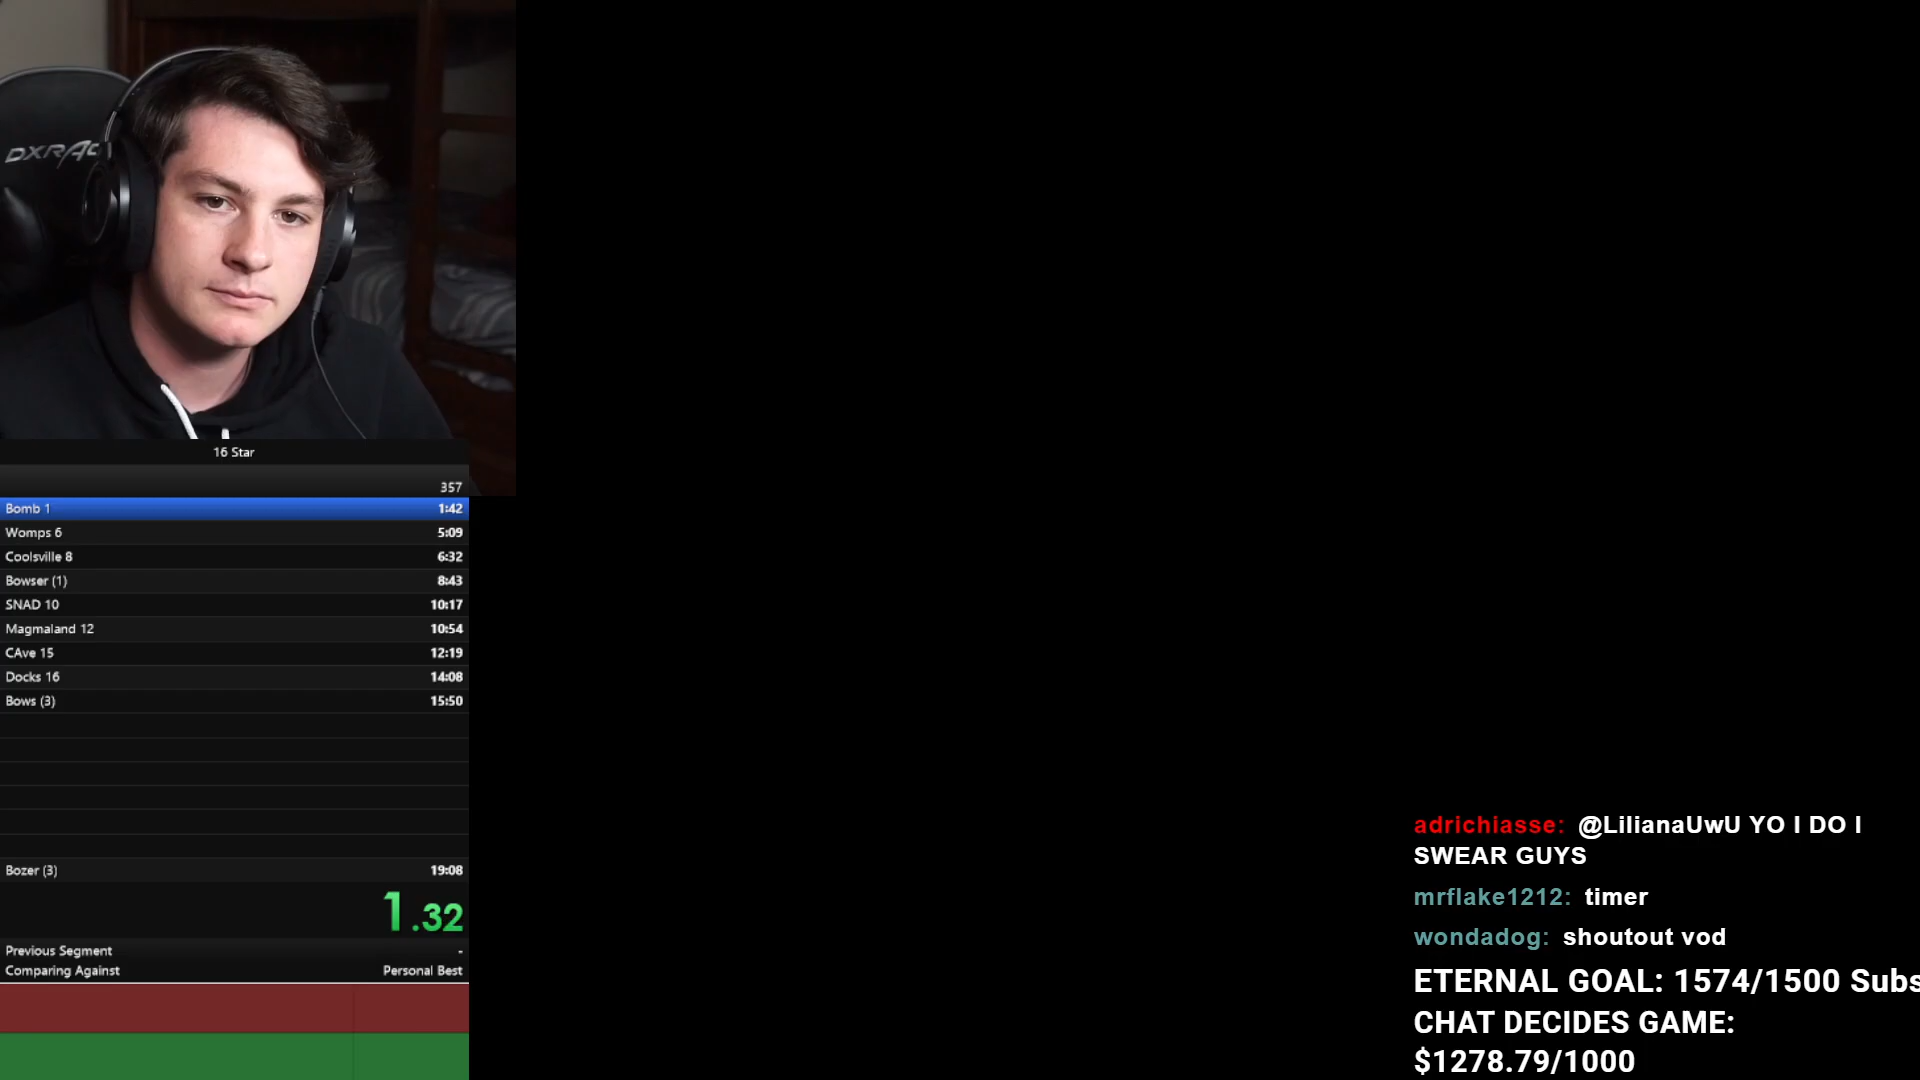 DXRAC
16 Star
357
Bomb 1 1:42
Womps 6 5:09
Coolsville 8 6:32
Bowser (1) 8:43
SNAD 10 10:17
Magmaland 12 10:54
CAve 15 12:19
Docks 16 14:08
Bows (3) 15:50
Bozer (3) 19:08
1.32
Previous Segment -
Comparing Against Personal Best
adrichiasse: @LilianaUwU YO I DO I
SWEAR GUYS
mrflake1212: timer
wondadog: shoutout vod
ETERNAL GOAL: 1574/1500 Subs
CHAT DECIDES GAME:
$1278.79/1000